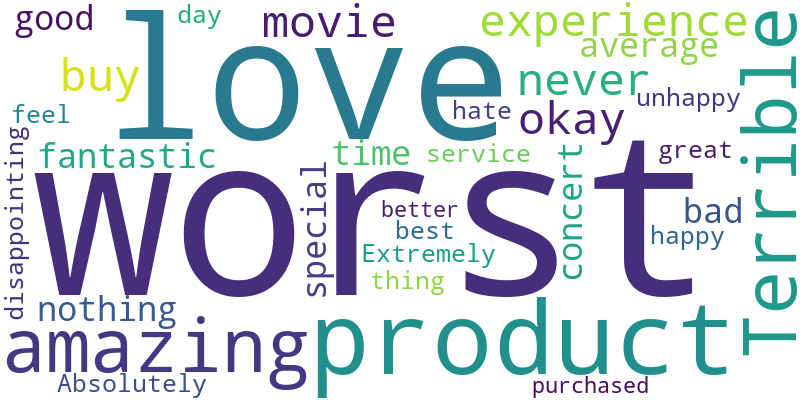 good
day
movie
experience
love
average
Terrible
buy
never
unhappy
hate
okay
feel
fantastic
time
service
great
disappointing
worst
special
concert
better
best
bad
happy
Extremely
thing
nothing
amazing
product
Absolutely
purchased